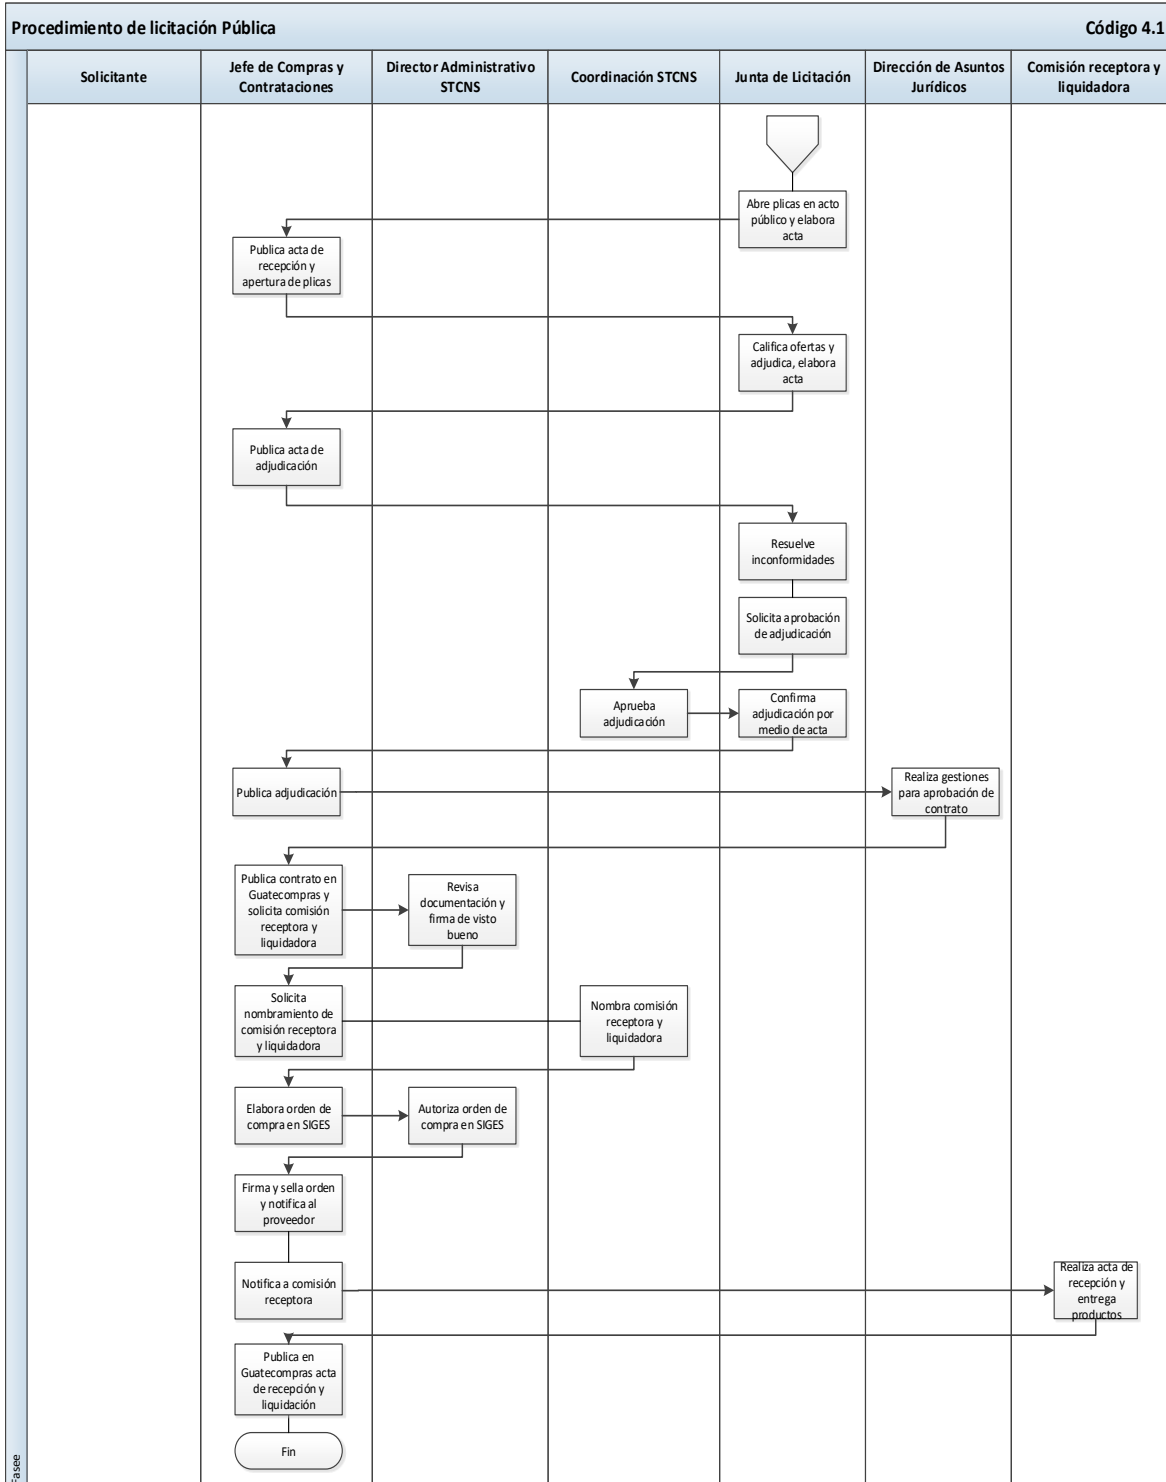 Procedimiento de licitación Pública
Código 4.1
Solicitante
Jefe de Compras y
Contrataciones
Director Administrativo
STCNS
Coordinación STCNS
Junta de Licitación
Dirección de Asuntos
Jurídicos
Comisión receptora y
liquidadora
Abre plicas en acto
público y elabora
acta
Publica acta de
recepción y
apertura de plicas
Califica ofertas y
adjudica, elabora
acta
Publica acta de
adjudicación
Resuelve
inconformidades
Solicita aprobación
de adjudicación
Aprueba
adjudicación
Confirma
adjudicación por
medio de acta
Publica adjudicación
Realiza gestiones
para aprobación de
contrato
Publica contrato en
Guatecompras y
solicita comisión
receptora y
liquidadora
Revisa
documentación y
firma de visto
bueno
Solicita
nombramiento de
comisión receptora
y liquidadora
Nombra comisión
receptora y
liquidadora
Elabora orden de
compra en SIGES
Autoriza orden de
compra en SIGES
Firma y sella orden
y notifica al
proveedor
Notifica a comisión
receptora
Realiza acta de
recepción y
entrega
productos
Publica en
Guatecompras acta
de recepción y
liquidación
Fin
Fasee